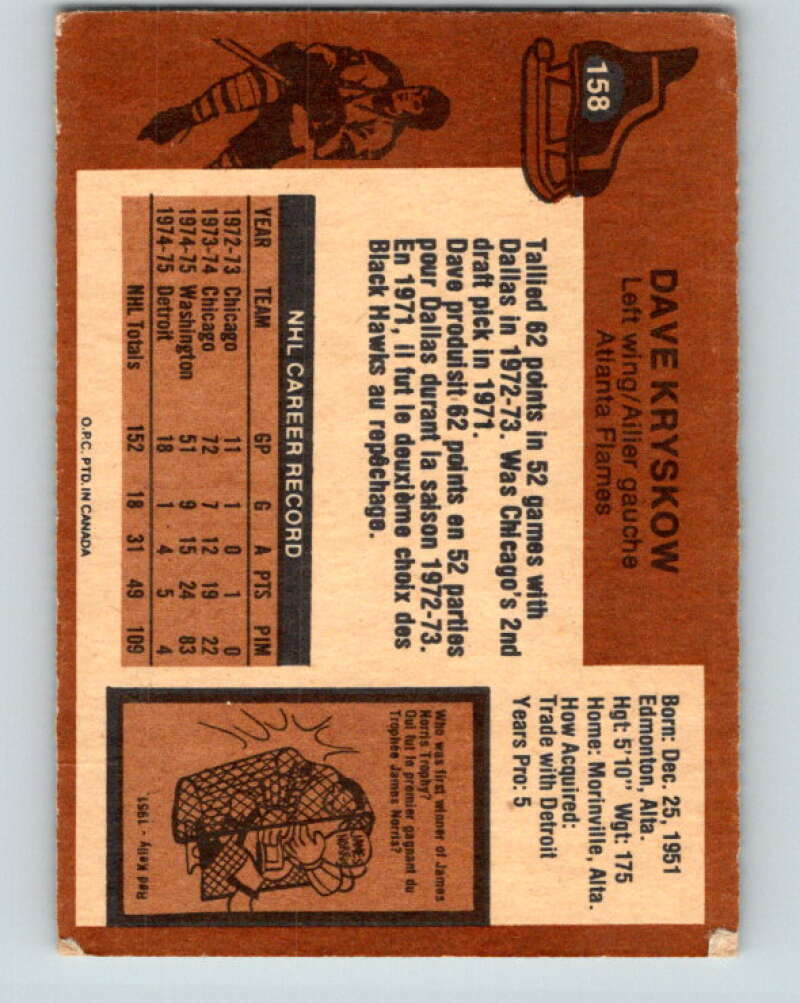 158
DAVE KRYSKOW
Left wing/Ailier gauche
Atlanta Flames
Born: Dec. 25, 1951
Edmonton, Alta.
Hgt: 5'10" Wgt: 175
Home: Morinville, Alta.
How Acquired:
Trade with Detroit
Years Pro: 5
Tallied 62 points in 52 games with
Dallas in 1972-73. Was Chicago's 2nd
draft pick in 1971.
Dave produisit 62 points en 52 parties
pour Dallas durant la saison 1972-73.
En 1971, il fut le deuxième choix des
Black Hawks au repêchage.
NHL CAREER RECORD
YEAR TEAM GP G A PTS PIM
1972-73 Chicago 11 1 0 1 0
1973-74 Chicago 72 7 12 19 22
1974-75 Washington 51 9 15 24 83
1974-75 Detroit 18 1 4 5 4
NHL Totals 152 18 31 49 109
O.P.C. PTD. IN CANADA
Who was first winner of James
Norris Trophy?
Qui fut le premier gagnant du
Trophée James Norris?
JAMES
NORRIS
Red Kelly - 1951